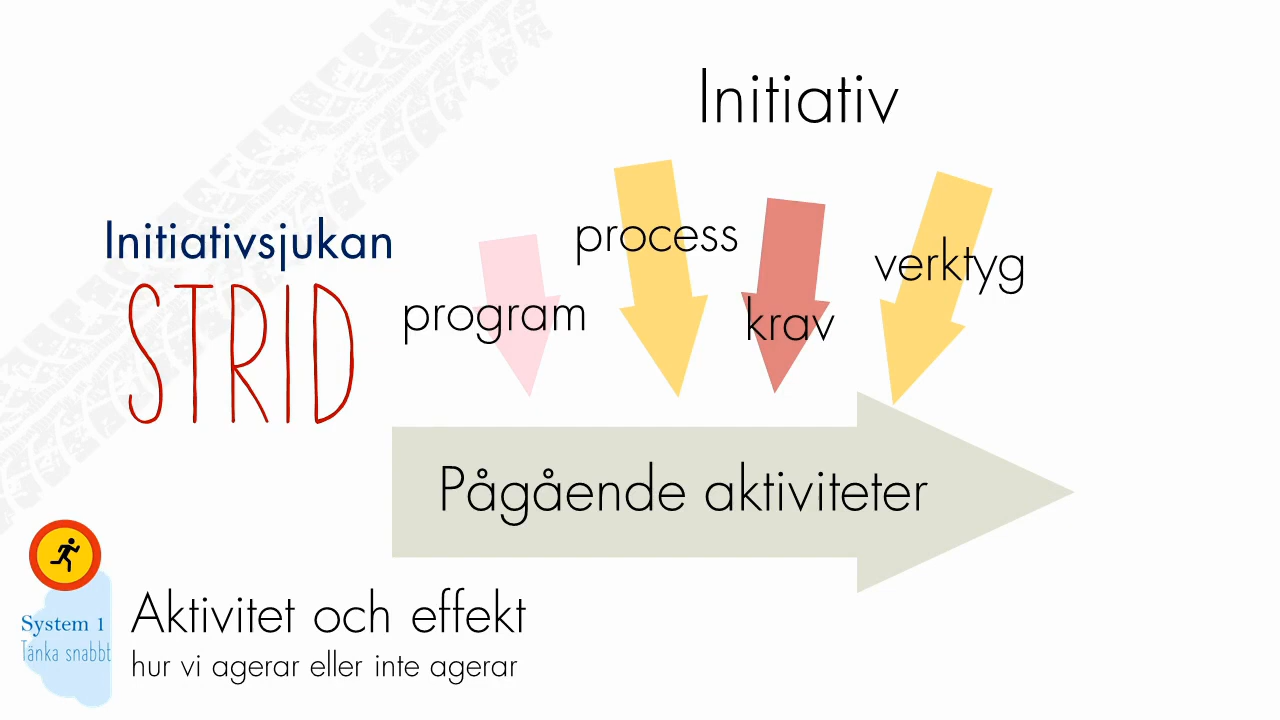 Initiativ
Initiativsjukan
STRID
program
process
krav
verktyg
Pågående aktiviteter
System 1
Tänka snabbt
Aktivitet och effekt
hur vi agerar eller inte agerar